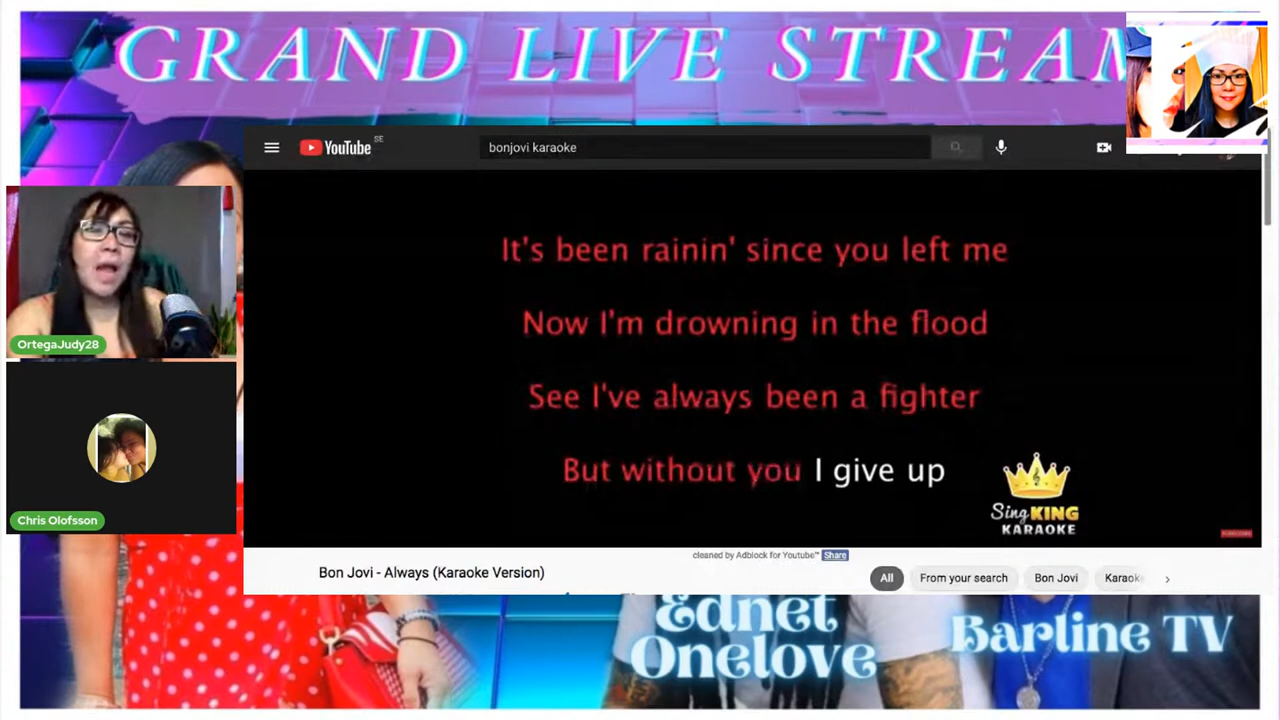 GRAND LIVE STREAM
YouTube SE
bonjovi karaoke
It's been rainin' since you left me
Now I'm drowning in the flood
See I've always been a fighter
But without you I give up
Sing KING
KARAOKE
OrtegaJudy28
Chris Olofsson
cleaned by Adblock for Youtube™ Share
Bon Jovi - Always (Karaoke Version)
All From your search Bon Jovi Karaoke
Ednet
Onelove
Barline TV